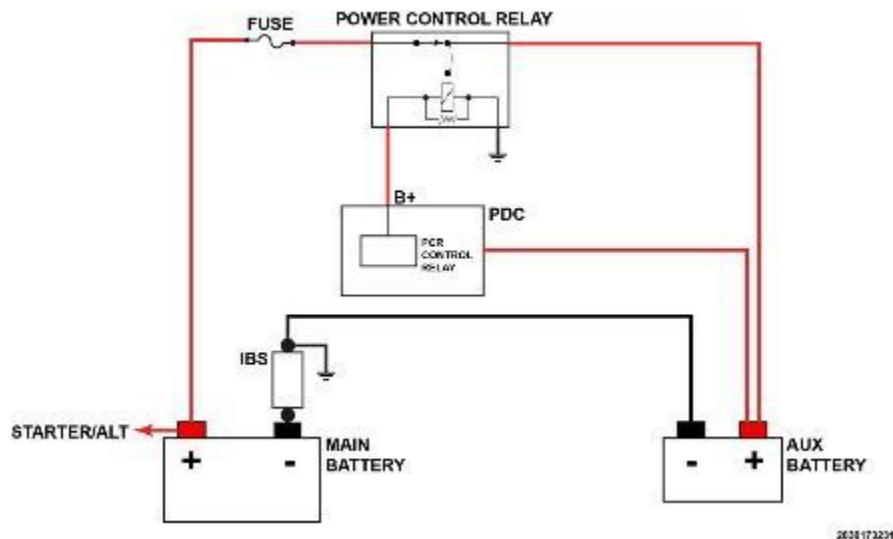 POWER CONTROL RELAY
FUSE
B+
PDC
PCR
CONTROL
RELAY
IBS
STARTER/ALT
+
-
MAIN
BATTERY
-
+
AUX
BATTERY